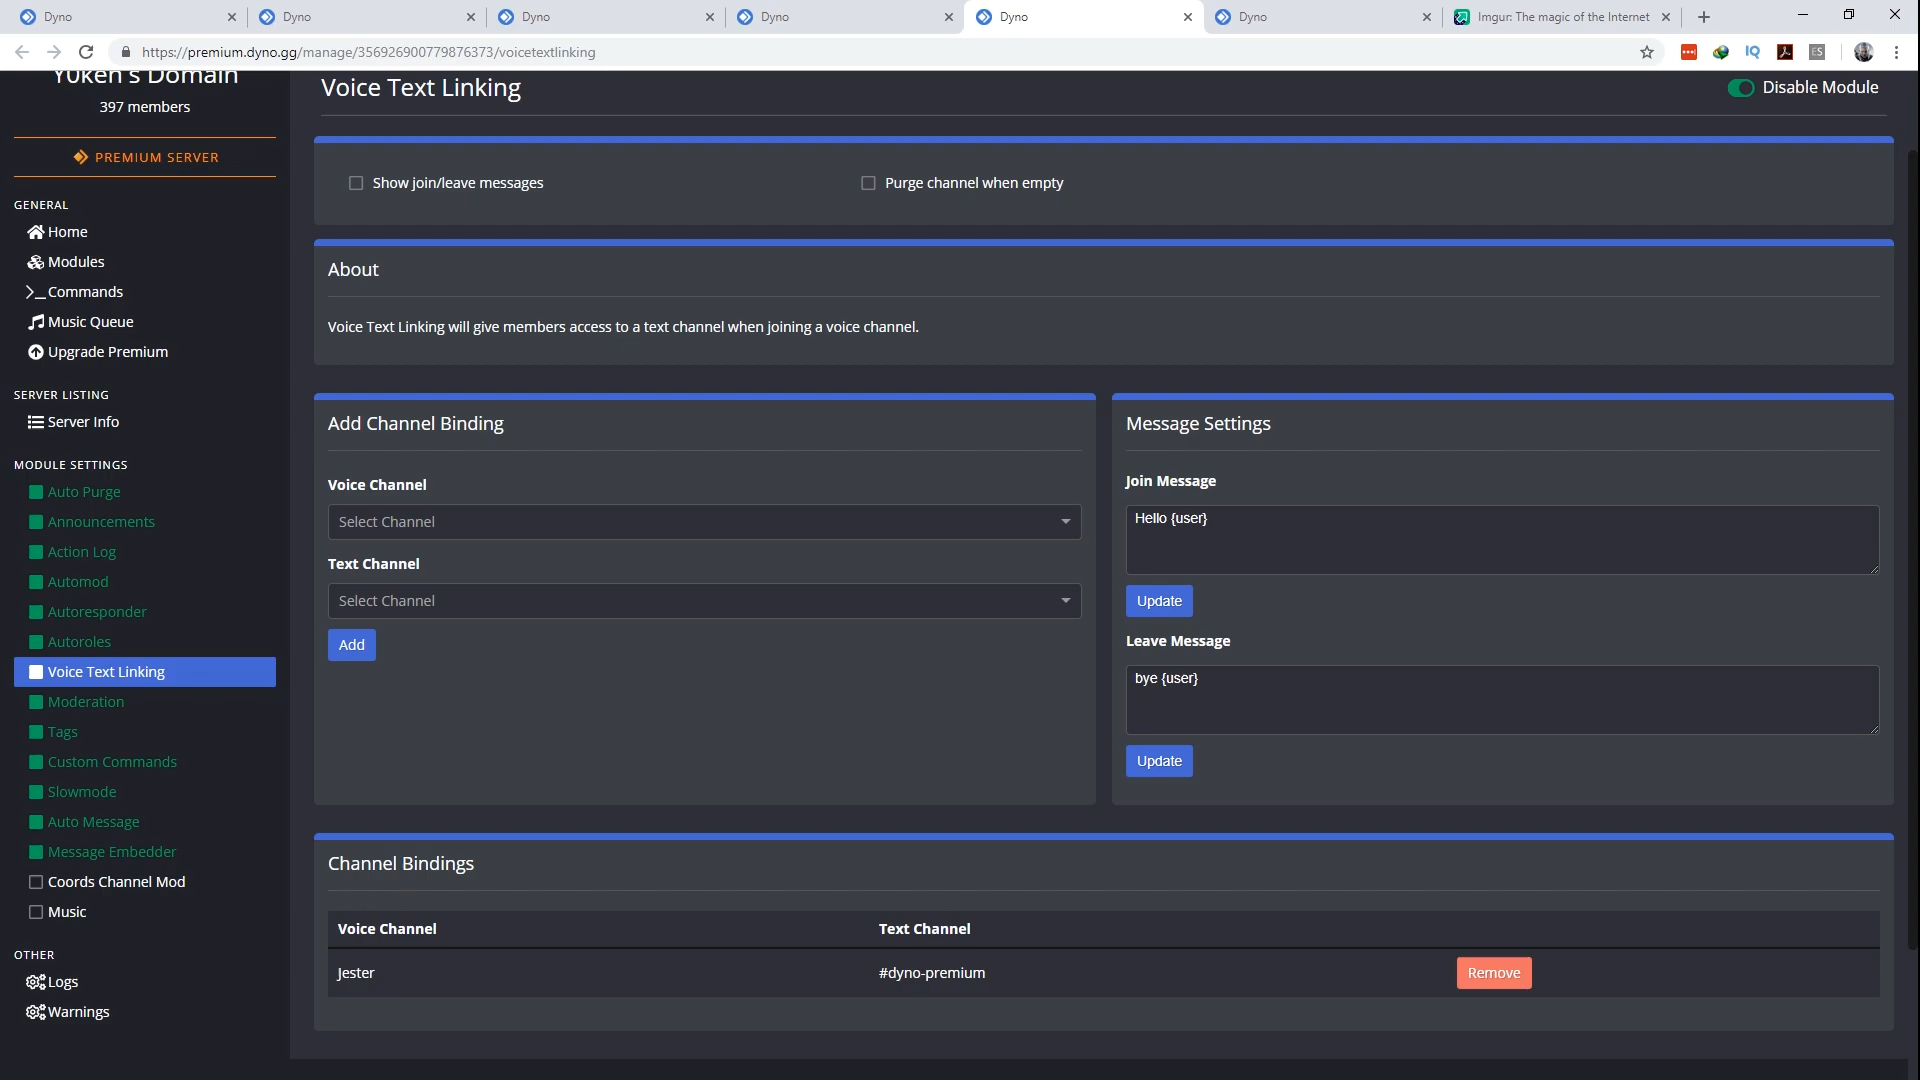 Dyno
Dyno
Dyno
Dyno
Dyno
Dyno
Imgur: The magic of the Internet
https://premium.dyno.gg/manage/356926900779876373/voicetextlinking
IQ
ES
Yuken's Domain
397 members
PREMIUM SERVER
GENERAL
Home
Modules
Commands
Music Queue
Upgrade Premium
SERVER LISTING
Server Info
MODULE SETTINGS
Auto Purge
Announcements
Action Log
Automod
Autoresponder
Autoroles
Voice Text Linking
Moderation
Tags
Custom Commands
Slowmode
Auto Message
Message Embedder
Coords Channel Mod
Music
OTHER
Logs
Warnings
Voice Text Linking
Disable Module
Show join/leave messages
Purge channel when empty
About
Voice Text Linking will give members access to a text channel when joining a voice channel.
Add Channel Binding
Voice Channel
Select Channel
Text Channel
Select Channel
Add
Message Settings
Join Message
Hello {user}
Update
Leave Message
bye {user}
Update
Channel Bindings
Voice Channel
Text Channel
Jester
#dyno-premium
Remove